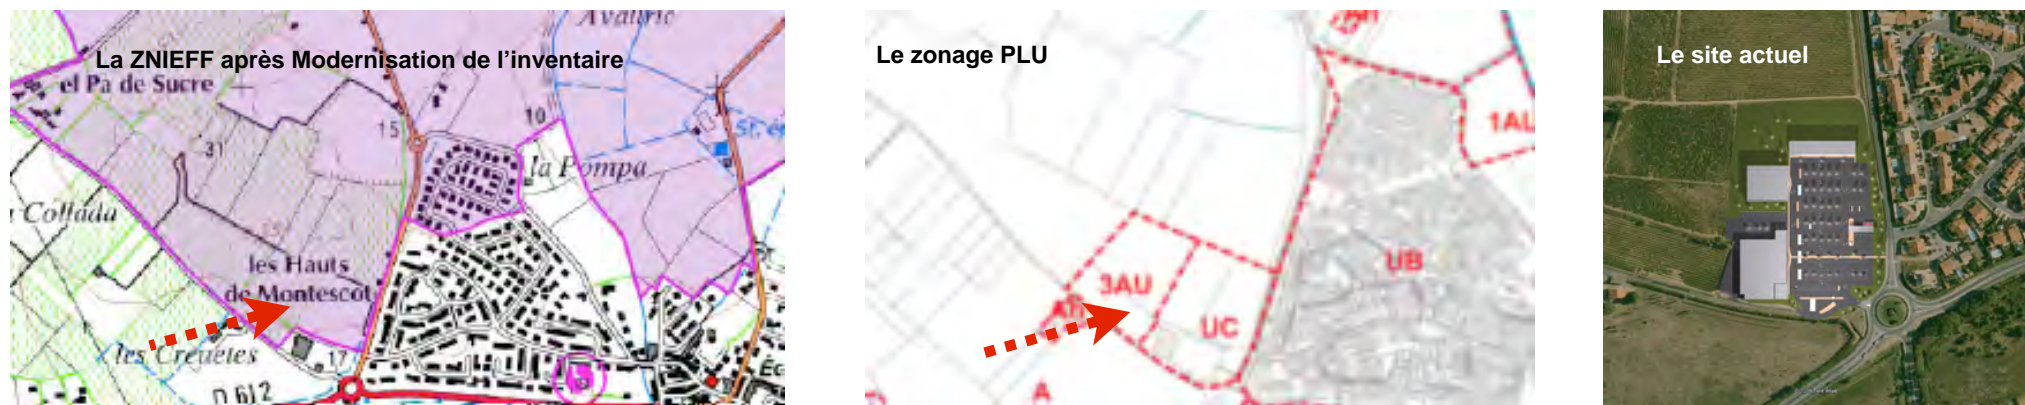 Avaturic
La ZNIEFF après Modernisation de l'inventaire
el Pa de Sucre
15
10
31
la Pompa
Collada
les Hauts
de Montescot
les Creuetes
17
D 612
Le zonage PLU
1AU
UB
3AU
UC
A
Le site actuel